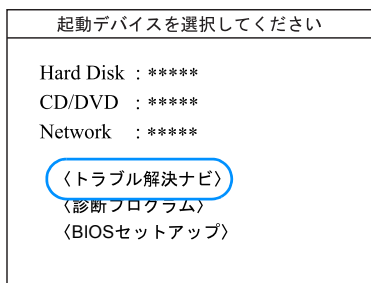 起動デバイスを選択してください
Hard Disk : *****
CD/DVD : *****
Network : *****
〈トラブル解決ナビ〉
〈診断プログラム〉
〈BIOSセットアップ〉